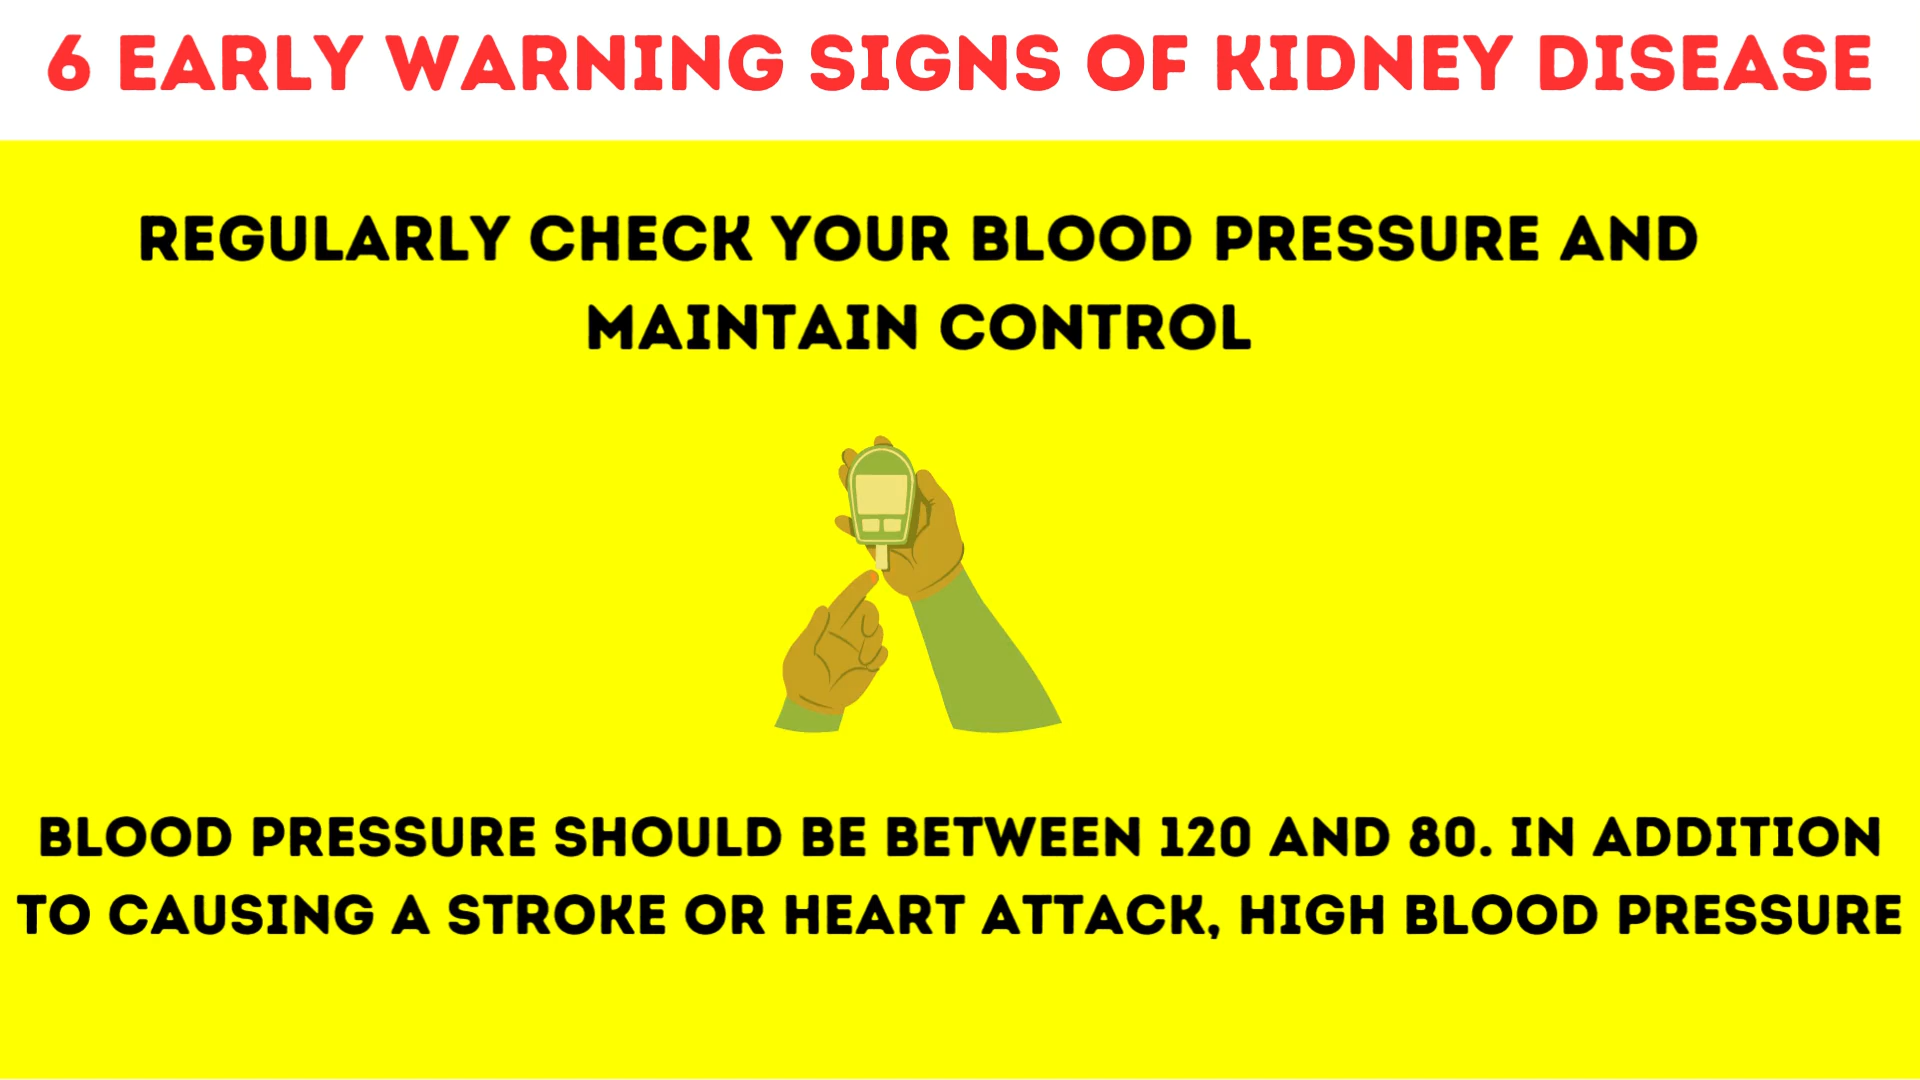 6 EARLY WARNING SIGNS OF KIDNEY DISEASE
REGULARLY CHECK YOUR BLOOD PRESSURE AND
MAINTAIN CONTROL
BLOOD PRESSURE SHOULD BE BETWEEN 120 AND 80. IN ADDITION
TO CAUSING A STROKE OR HEART ATTACK, HIGH BLOOD PRESSURE